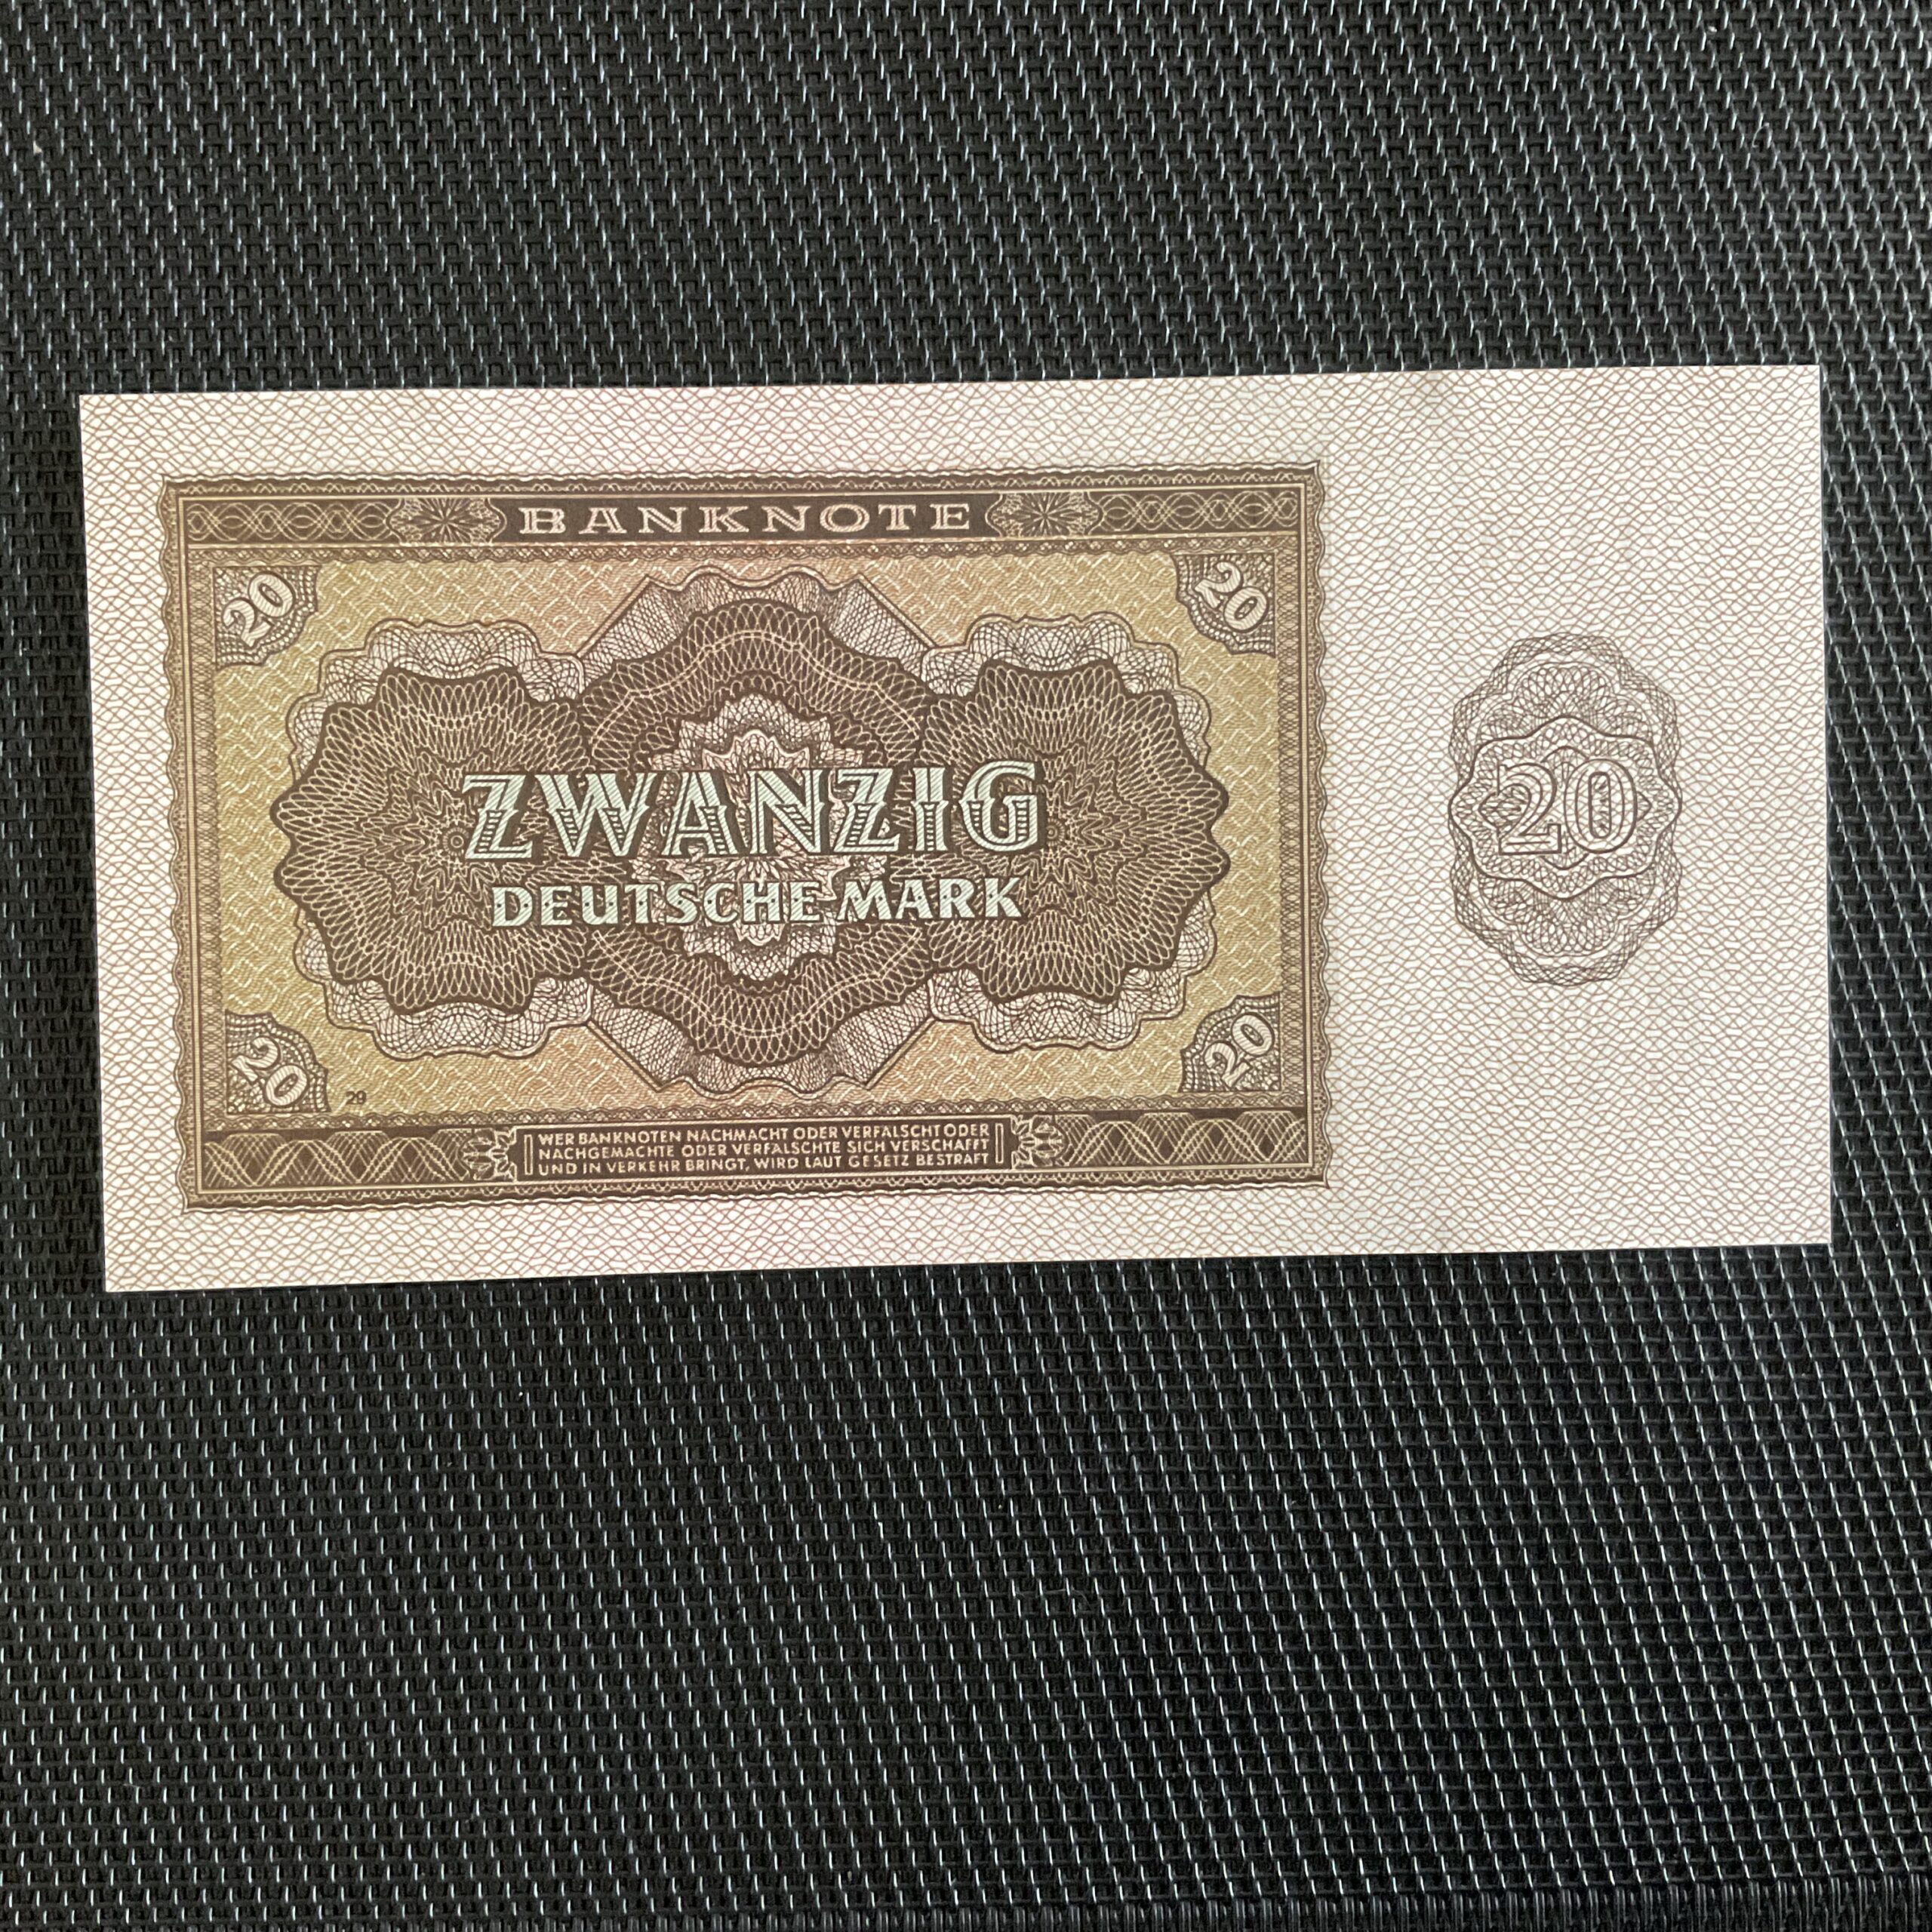 BANKNOTE
20
20
ZWANZIG
20
DEUTSCHE MARK
20
20
29
WER BANKNOTEN NACHMACHT ODER VERFÄLSCHT ODER
NACHGEMACHTE ODER VERFÄLSCHTE SICH VERSCHAFFT
UND IN VERKEHR BRINGT, WIRD LAUT GESETZ BESTRAFT